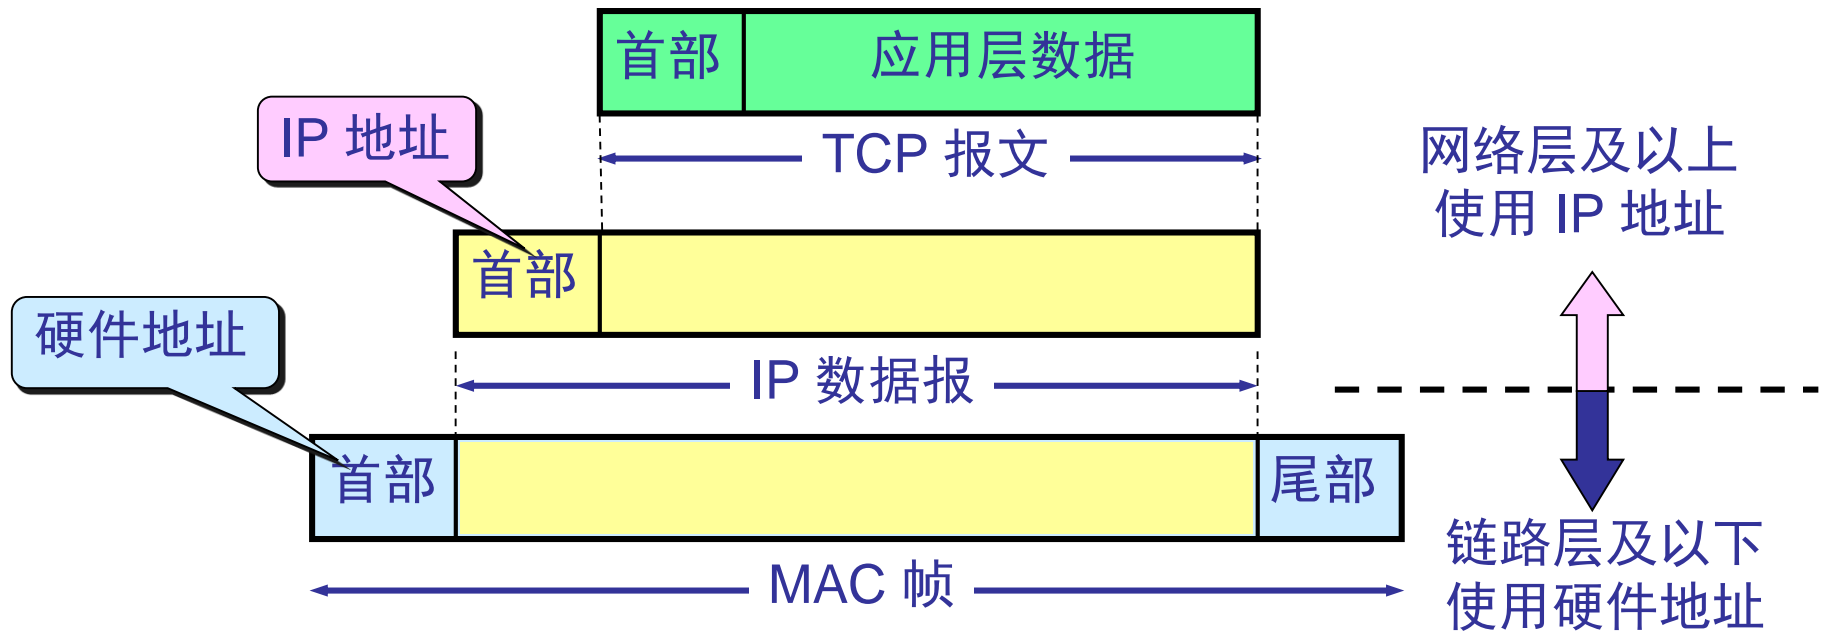 首部 应用层数据
IP 地址
TCP 报文
网络层及以上
使用 IP 地址
首部
硬件地址
IP 数据报
首部 尾部
链路层及以下
使用硬件地址
MAC 帧